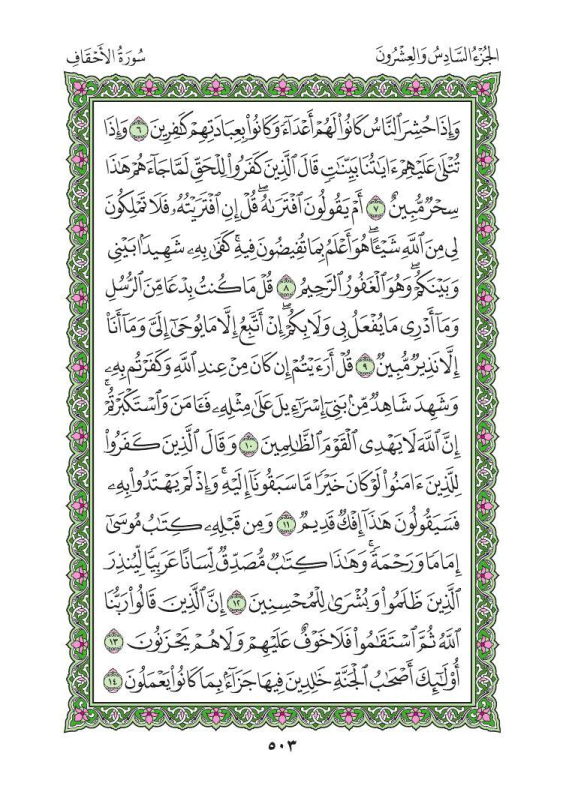 الجُزْءُ السَّادِسُ وَالعِشْرُونَ
سُورَةُ الأَحْقَافِ
وَإِذَا حُشِرَ ٱلنَّاسُ كَانُوا۟ لَهُمْ أَعْدَآءً وَكَانُوا۟ بِعِبَادَتِهِمْ كَٰفِرِينَ ٦ وَإِذَا
تُتْلَىٰ عَلَيْهِمْ ءَايَٰتُنَا بَيِّنَٰتٍ قَالَ ٱلَّذِينَ كَفَرُوا۟ لِلْحَقِّ لَمَّا جَآءَهُمْ هَٰذَا
سِحْرٌ مُّبِينٌ ٧ أَمْ يَقُولُونَ ٱفْتَرَىٰهُ ۖ قُلْ إِنِ ٱفْتَرَيْتُهُۥ فَلَا تَمْلِكُونَ
لِى مِنَ ٱللَّهِ شَيْـًٔا ۖ هُوَ أَعْلَمُ بِمَا تُفِيضُونَ فِيهِ ۖ كَفَىٰ بِهِۦ شَهِيدًۢا بَيْنِى
وَبَيْنَكُمْ ۖ وَهُوَ ٱلْغَفُورُ ٱلرَّحِيمُ ٨ قُلْ مَا كُنتُ بِدْعًا مِّنَ ٱلرُّسُلِ
وَمَآ أَدْرِى مَا يُفْعَلُ بِى وَلَا بِكُمْ ۖ إِنْ أَتَّبِعُ إِلَّا مَا يُوحَىٰٓ إِلَىَّ وَمَآ أَنَا۠
إِلَّا نَذِيرٌ مُّبِينٌ ٩ قُلْ أَرَءَيْتُمْ إِن كَانَ مِنْ عِندِ ٱللَّهِ وَكَفَرْتُم بِهِۦ
وَشَهِدَ شَاهِدٌ مِّنۢ بَنِىٓ إِسْرَٰٓءِيلَ عَلَىٰ مِثْلِهِۦ فَـَٔامَنَ وَٱسْتَكْبَرْتُمْ ۖ
إِنَّ ٱللَّهَ لَا يَهْدِى ٱلْقَوْمَ ٱلظَّٰلِمِينَ ١٠ وَقَالَ ٱلَّذِينَ كَفَرُوا۟
لِلَّذِينَ ءَامَنُوا۟ لَوْ كَانَ خَيْرًا مَّا سَبَقُونَآ إِلَيْهِ ۚ وَإِذْ لَمْ يَهْتَدُوا۟ بِهِۦ
فَسَيَقُولُونَ هَٰذَآ إِفْكٌ قَدِيمٌ ١١ وَمِن قَبْلِهِۦ كِتَٰبُ مُوسَىٰٓ
إِمَامًا وَرَحْمَةً ۚ وَهَٰذَا كِتَٰبٌ مُّصَدِّقٌ لِّسَانًا عَرَبِيًّا لِّيُنذِرَ
ٱلَّذِينَ ظَلَمُوا۟ وَبُشْرَىٰ لِلْمُحْسِنِينَ ١٢ إِنَّ ٱلَّذِينَ قَالُوا۟ رَبُّنَا
ٱللَّهُ ثُمَّ ٱسْتَقَٰمُوا۟ فَلَا خَوْفٌ عَلَيْهِمْ وَلَا هُمْ يَحْزَنُونَ ١٣
أُو۟لَٰٓئِكَ أَصْحَٰبُ ٱلْجَنَّةِ خَٰلِدِينَ فِيهَا جَزَآءًۢ بِمَا كَانُوا۟ يَعْمَلُونَ ١٤
٥٠٣